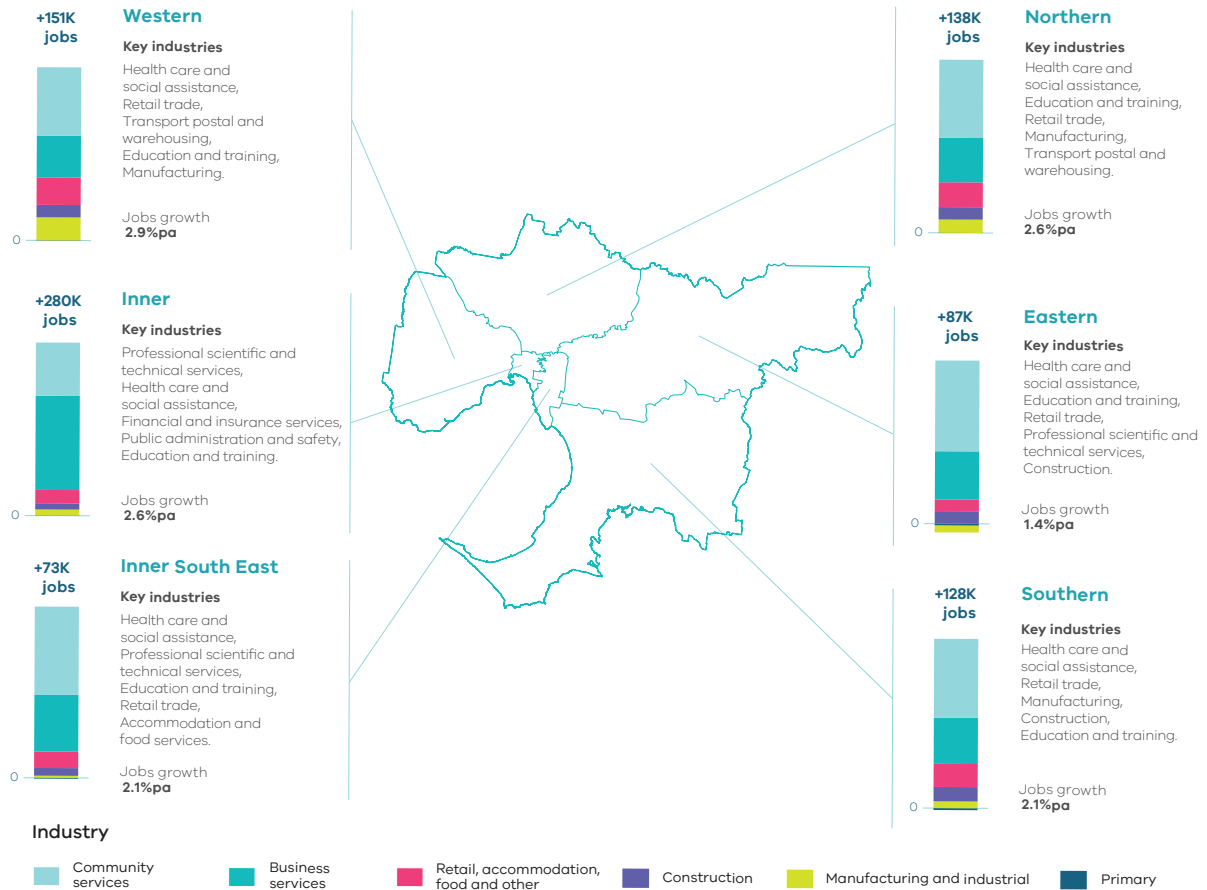 +151K
jobs
Western
Key industries
Health care and
social assistance,
Retail trade,
Transport postal and
warehousing,
Education and training,
Manufacturing.
Jobs growth
2.9%pa
0
+280K
jobs
Inner
Key industries
Professional scientific and
technical services,
Health care and
social assistance,
Financial and insurance services,
Public administration and safety,
Education and training.
Jobs growth
2.6%pa
0
+73K
jobs
Inner South East
Key industries
Health care and
social assistance,
Professional scientific and
technical services,
Education and training,
Retail trade,
Accommodation and
food services.
Jobs growth
2.1%pa
0
+138K
jobs
Northern
Key industries
Health care and
social assistance,
Education and training,
Retail trade,
Manufacturing,
Transport postal and
warehousing.
Jobs growth
2.6%pa
0
+87K
jobs
Eastern
Key industries
Health care and
social assistance,
Education and training,
Retail trade,
Professional scientific and
technical services,
Construction.
Jobs growth
1.4%pa
0
+128K
jobs
Southern
Key industries
Health care and
social assistance,
Retail trade,
Manufacturing,
Construction,
Education and training.
Jobs growth
2.1%pa
0
Industry
Community
services
Business
services
Retail, accommodation,
food and other
Construction
Manufacturing and industrial
Primary